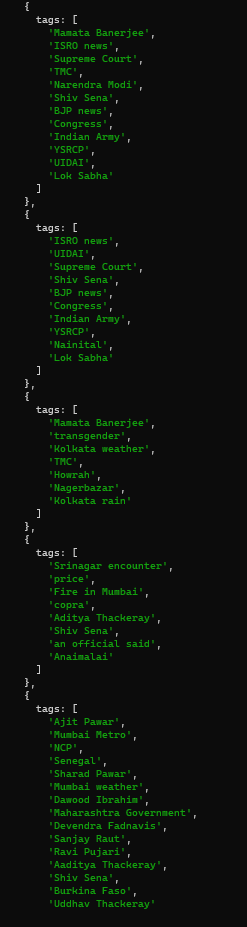 {
tags: [
'Mamata Banerjee',
'ISRO news',
'Supreme Court',
'TMC',
'Narendra Modi',
'Shiv Sena',
'BJP news',
'Congress',
'Indian Army',
'YSRCP',
'UIDAI',
'Lok Sabha'
]
},
{
tags: [
'ISRO news',
'UIDAI',
'Supreme Court',
'Shiv Sena',
'BJP news',
'Congress',
'Indian Army',
'YSRCP',
'Nainital',
'Lok Sabha'
]
},
{
tags: [
'Mamata Banerjee',
'transgender',
'Kolkata weather',
'TMC',
'Howrah',
'Nagerbazar',
'Kolkata rain'
]
},
{
tags: [
'Srinagar encounter',
'price',
'Fire in Mumbai',
'copra',
'Aditya Thackeray',
'Shiv Sena',
'an official said',
'Anaimalai'
]
},
{
tags: [
'Ajit Pawar',
'Mumbai Metro',
'NCP',
'Senegal',
'Sharad Pawar',
'Mumbai weather',
'Dawood Ibrahim',
'Maharashtra Government',
'Devendra Fadnavis',
'Sanjay Raut',
'Ravi Pujari',
'Aaditya Thackeray',
'Shiv Sena',
'Burkina Faso',
'Uddhav Thackeray'